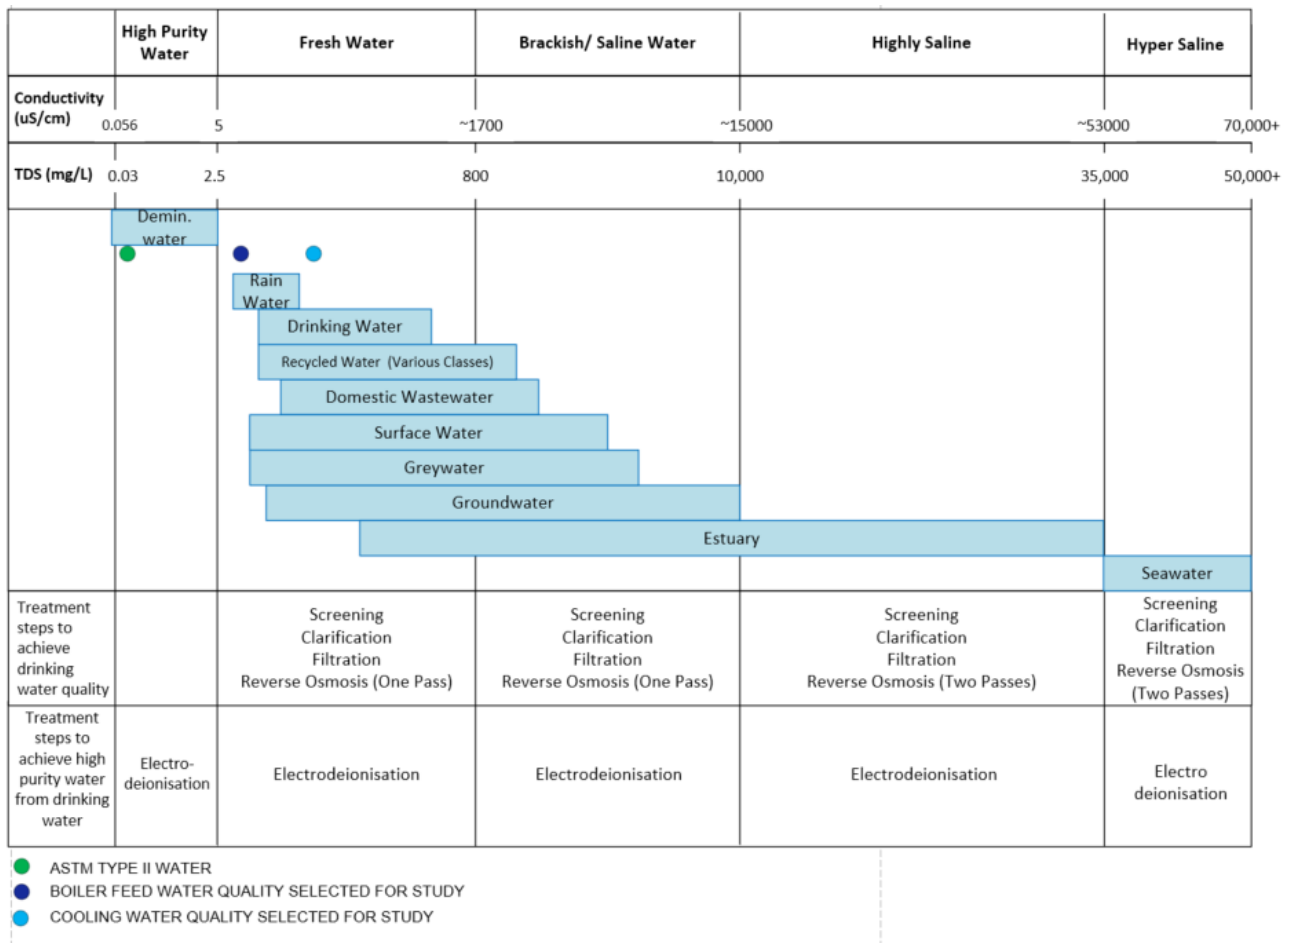 High Purity
Water
Fresh Water
Brackish/ Saline Water
Highly Saline
Hyper Saline
Conductivity
(uS/cm)
0.056
5
~1700
~15000
~53000
70,000+
TDS (mg/L)
0.03
2.5
800
10,000
35,000
50,000+
Demin.
water
Rain
Water
Drinking Water
Recycled Water (Various Classes)
Domestic Wastewater
Surface Water
Greywater
Groundwater
Estuary
Seawater
Treatment
steps to
achieve
drinking
water quality
Screening
Clarification
Filtration
Reverse Osmosis (One Pass)
Screening
Clarification
Filtration
Reverse Osmosis (One Pass)
Screening
Clarification
Filtration
Reverse Osmosis (Two Passes)
Screening
Clarification
Filtration
Reverse Osmosis
(Two Passes)
Treatment
steps to
achieve high
purity water
from drinking
water
Electro-
deionisation
Electrodeionisation
Electrodeionisation
Electrodeionisation
Electro
deionisation
ASTM TYPE II WATER
BOILER FEED WATER QUALITY SELECTED FOR STUDY
COOLING WATER QUALITY SELECTED FOR STUDY